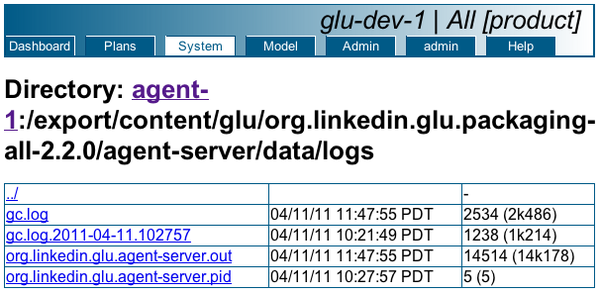 glu-dev-1 | All [product]
Dashboard Plans System Model Admin admin Help
Directory: agent-
1:/export/content/glu/org.linkedin.glu.packaging-
all-2.2.0/agent-server/data/logs
../ -
gc.log 04/11/11 11:47:55 PDT 2534 (2k486)
gc.log.2011-04-11.102757 04/11/11 10:21:49 PDT 1238 (1k214)
org.linkedin.glu.agent-server.out 04/11/11 11:47:55 PDT 14514 (14k178)
org.linkedin.glu.agent-server.pid 04/11/11 10:27:57 PDT 5 (5)